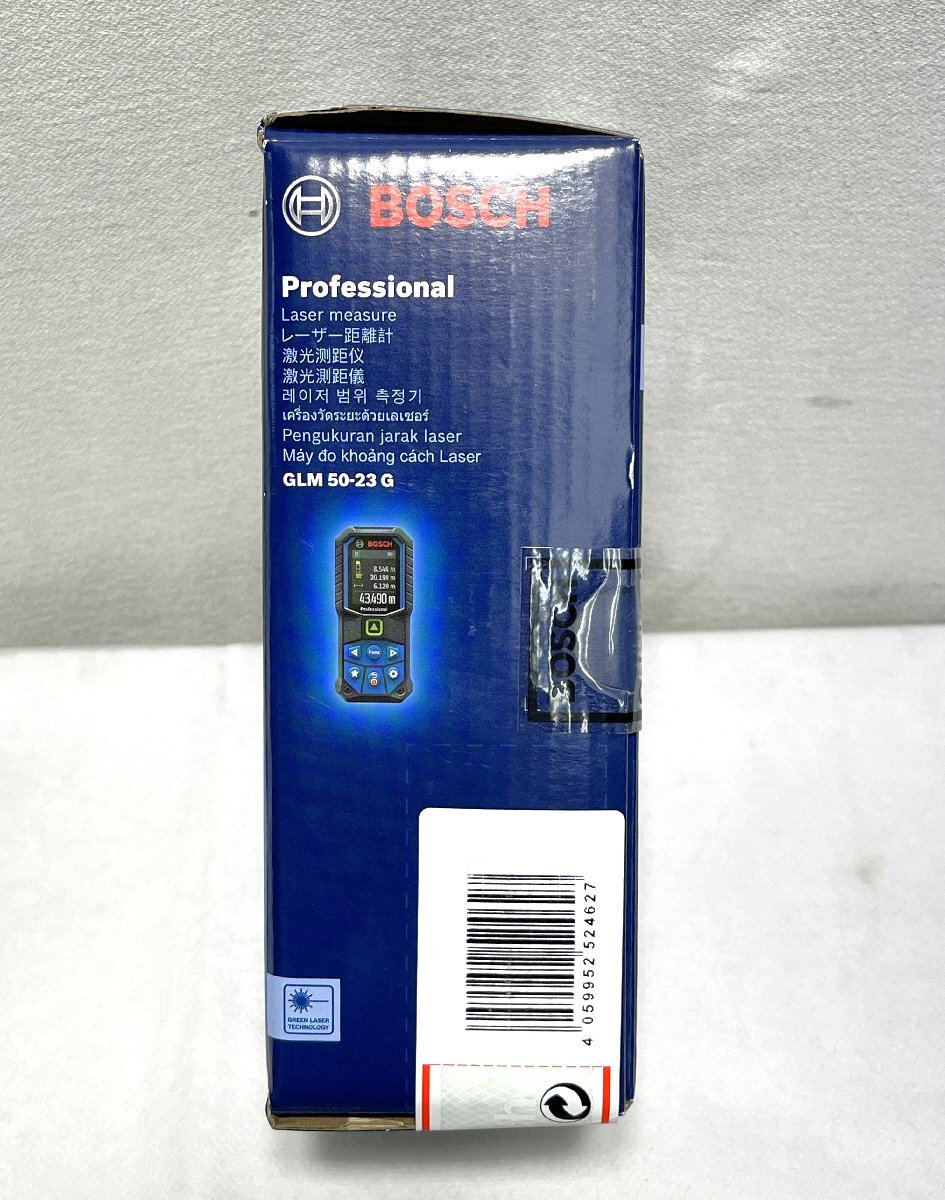 BOSCH
Professional
Laser measure
レーザー距離計
激光测距仪
激光測距儀
레이저 범위 측정기
เครื่องวัดระยะด้วยเลเซอร์
Pengukuran jarak laser
Máy đo khoảng cách Laser
GLM 50-23 G
BOSCH
8.546 m
20.190 m
6.129 m
43.490 m
Professional
Func
BOSCH
4 059952 524627
GREEN LASER
TECHNOLOGY